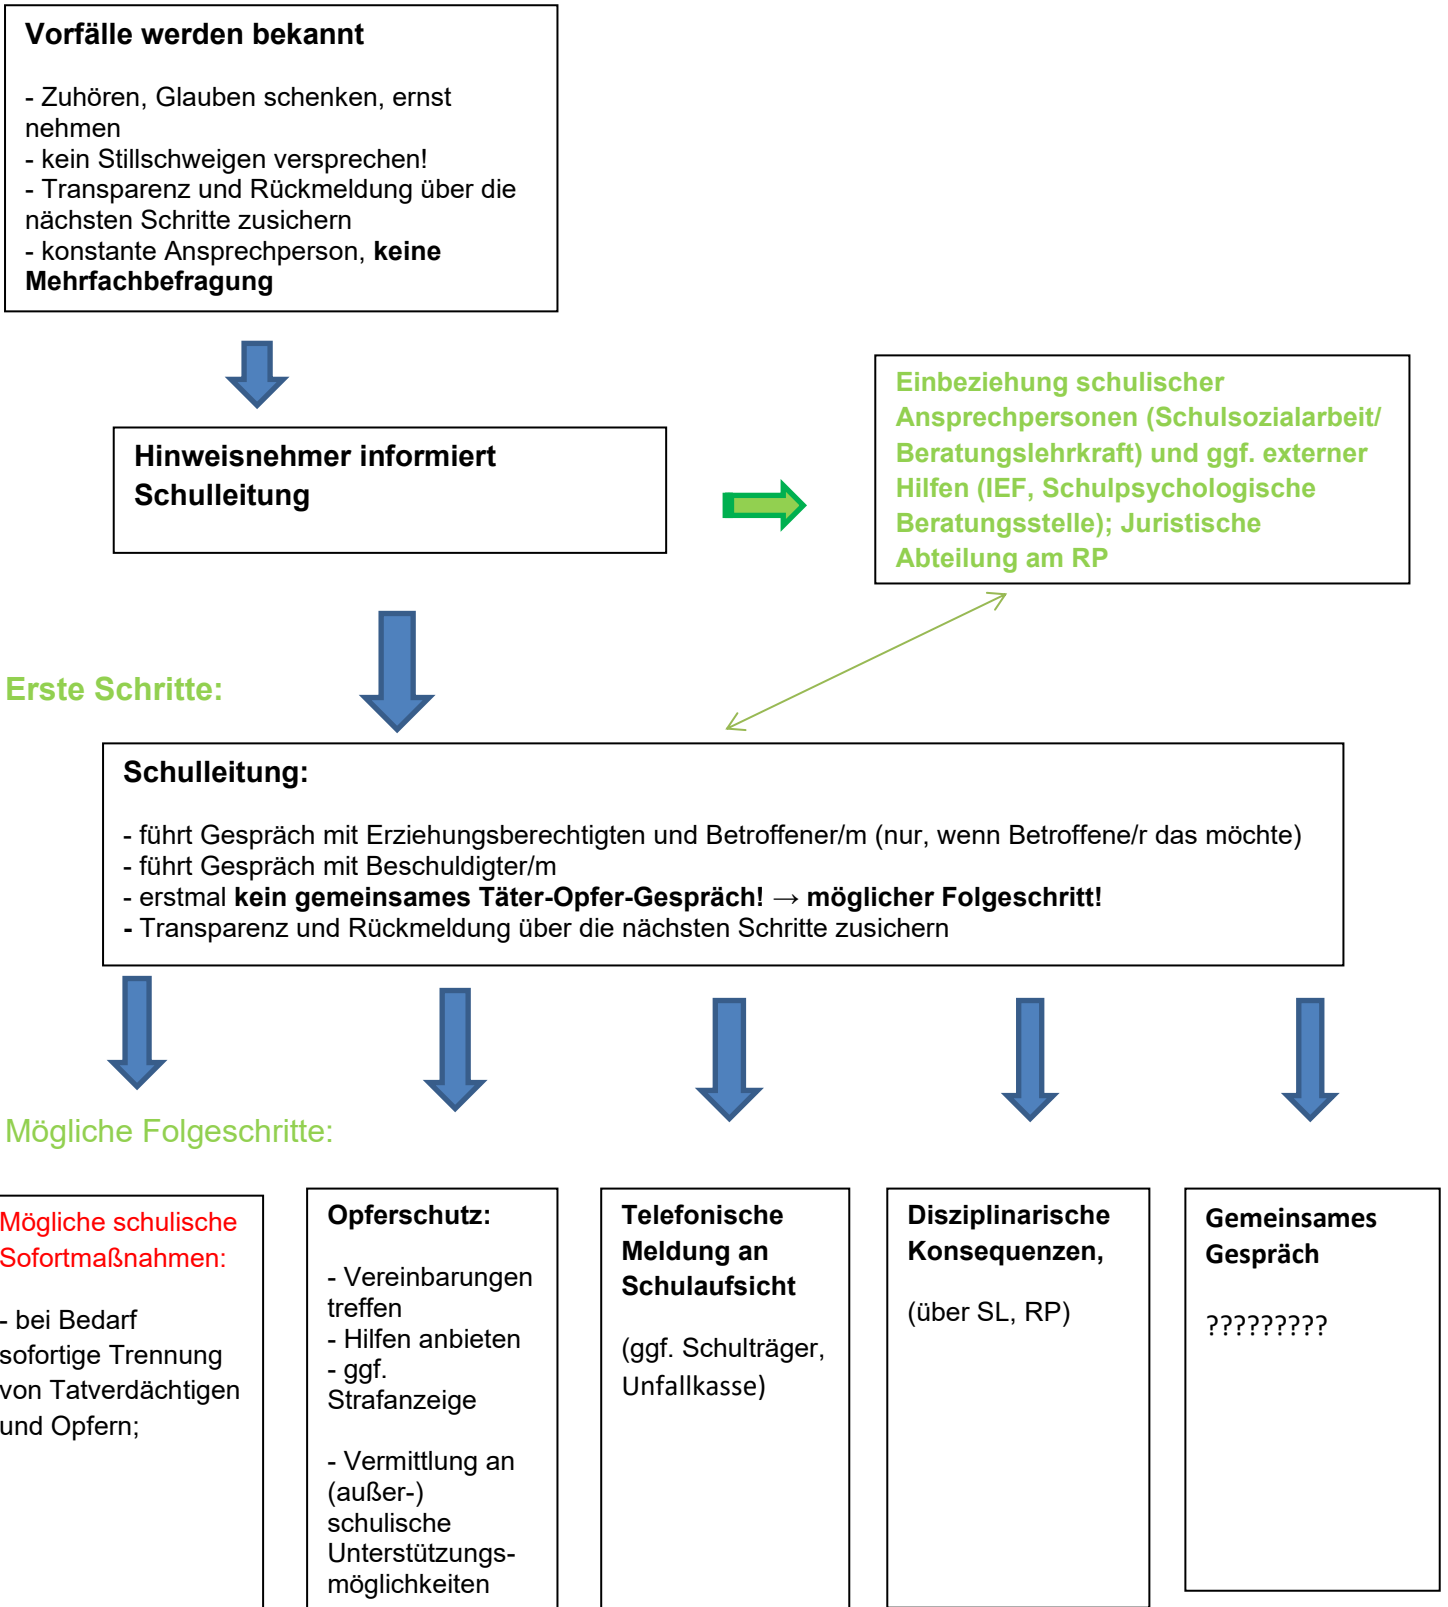 Vorfälle werden bekannt
- Zuhören, Glauben schenken, ernst
nehmen
- kein Stillschweigen versprechen!
- Transparenz und Rückmeldung über die
nächsten Schritte zusichern
- konstante Ansprechperson, keine
Mehrfachbefragung
Hinweisnehmer informiert
Schulleitung
Einbeziehung schulischer
Ansprechpersonen (Schulsozialarbeit/
Beratungslehrkraft) und ggf. externer
Hilfen (IEF, Schulpsychologische
Beratungsstelle); Juristische
Abteilung am RP
Erste Schritte:
Schulleitung:
- führt Gespräch mit Erziehungsberechtigten und Betroffener/m (nur, wenn Betroffene/r das möchte)
- führt Gespräch mit Beschuldigter/m
- erstmal kein gemeinsames Täter-Opfer-Gespräch! → möglicher Folgeschritt!
- Transparenz und Rückmeldung über die nächsten Schritte zusichern
Mögliche Folgeschritte:
Mögliche schulische
Sofortmaßnahmen:
- bei Bedarf
sofortige Trennung
von Tatverdächtigen
und Opfern;
Opferschutz:
- Vereinbarungen
treffen
- Hilfen anbieten
- ggf.
Strafanzeige
- Vermittlung an
(außer-)
schulische
Unterstützungs-
möglichkeiten
Telefonische
Meldung an
Schulaufsicht
(ggf. Schulträger,
Unfallkasse)
Disziplinarische
Konsequenzen,
(über SL, RP)
Gemeinsames
Gespräch
?????????